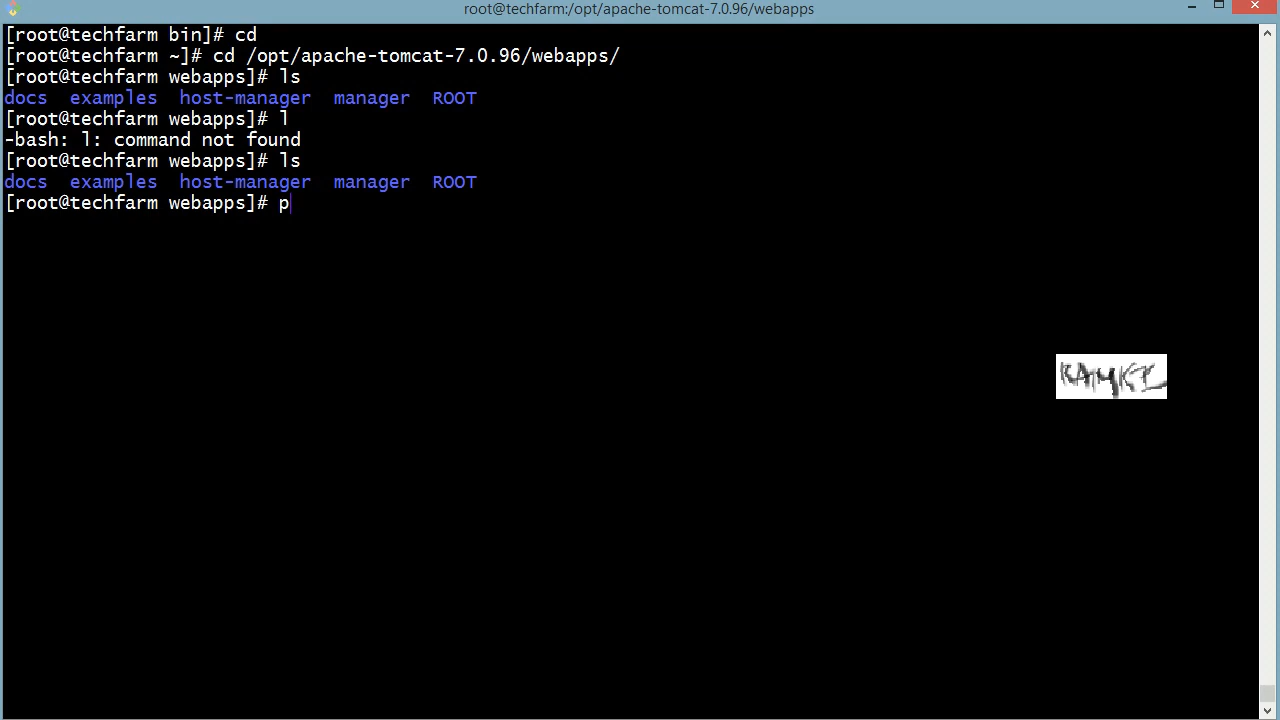 root@techfarm:/opt/apache-tomcat-7.0.96/webapps
[root@techfarm bin]# cd
[root@techfarm ~]# cd /opt/apache-tomcat-7.0.96/webapps/
[root@techfarm webapps]# ls
docs examples host-manager manager ROOT
[root@techfarm webapps]# l
-bash: l: command not found
[root@techfarm webapps]# ls
docs examples host-manager manager ROOT
[root@techfarm webapps]# p